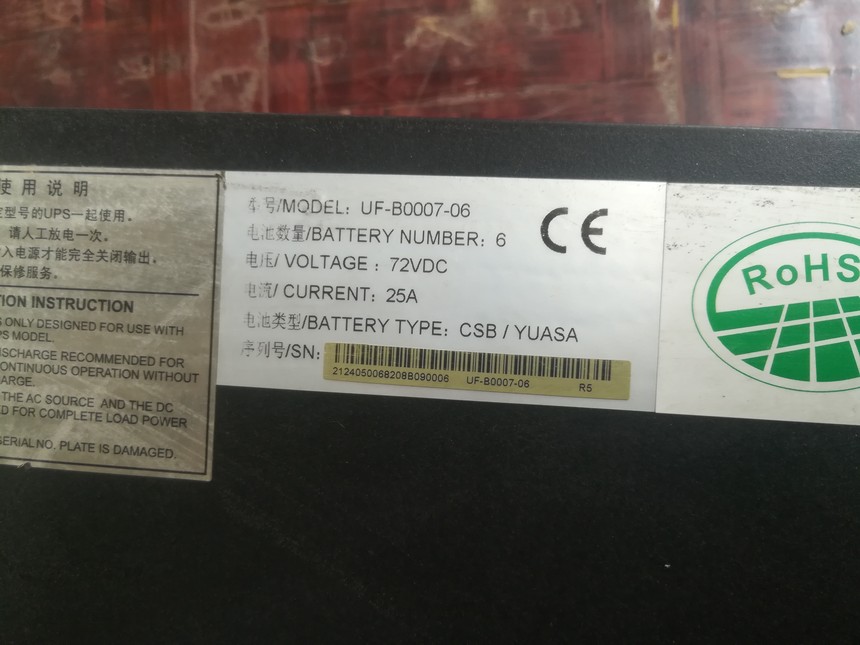 使用说明
定型号的UPS一起使用。
请人工放电一次。
入电源才能完全关闭输出。
保修服务。
TION INSTRUCTION
S ONLY DESIGNED FOR USE WITH
PS MODEL.
ISCHARGE RECOMMENDED FOR
CONTINUOUS OPERATION WITHOUT
ARGE.
THE AC SOURCE AND THE DC
ED FOR COMPLETE LOAD POWER
SERIAL NO. PLATE IS DAMAGED.
型号/MODEL: UF-B0007-06
电池数量/BATTERY NUMBER: 6
CE
电压/ VOLTAGE : 72VDC
电流/ CURRENT: 25A
电池类型/BATTERY TYPE: CSB / YUASA
序列号/SN:
2124050068208B090006 UF-B0007-06 R5
RoHS